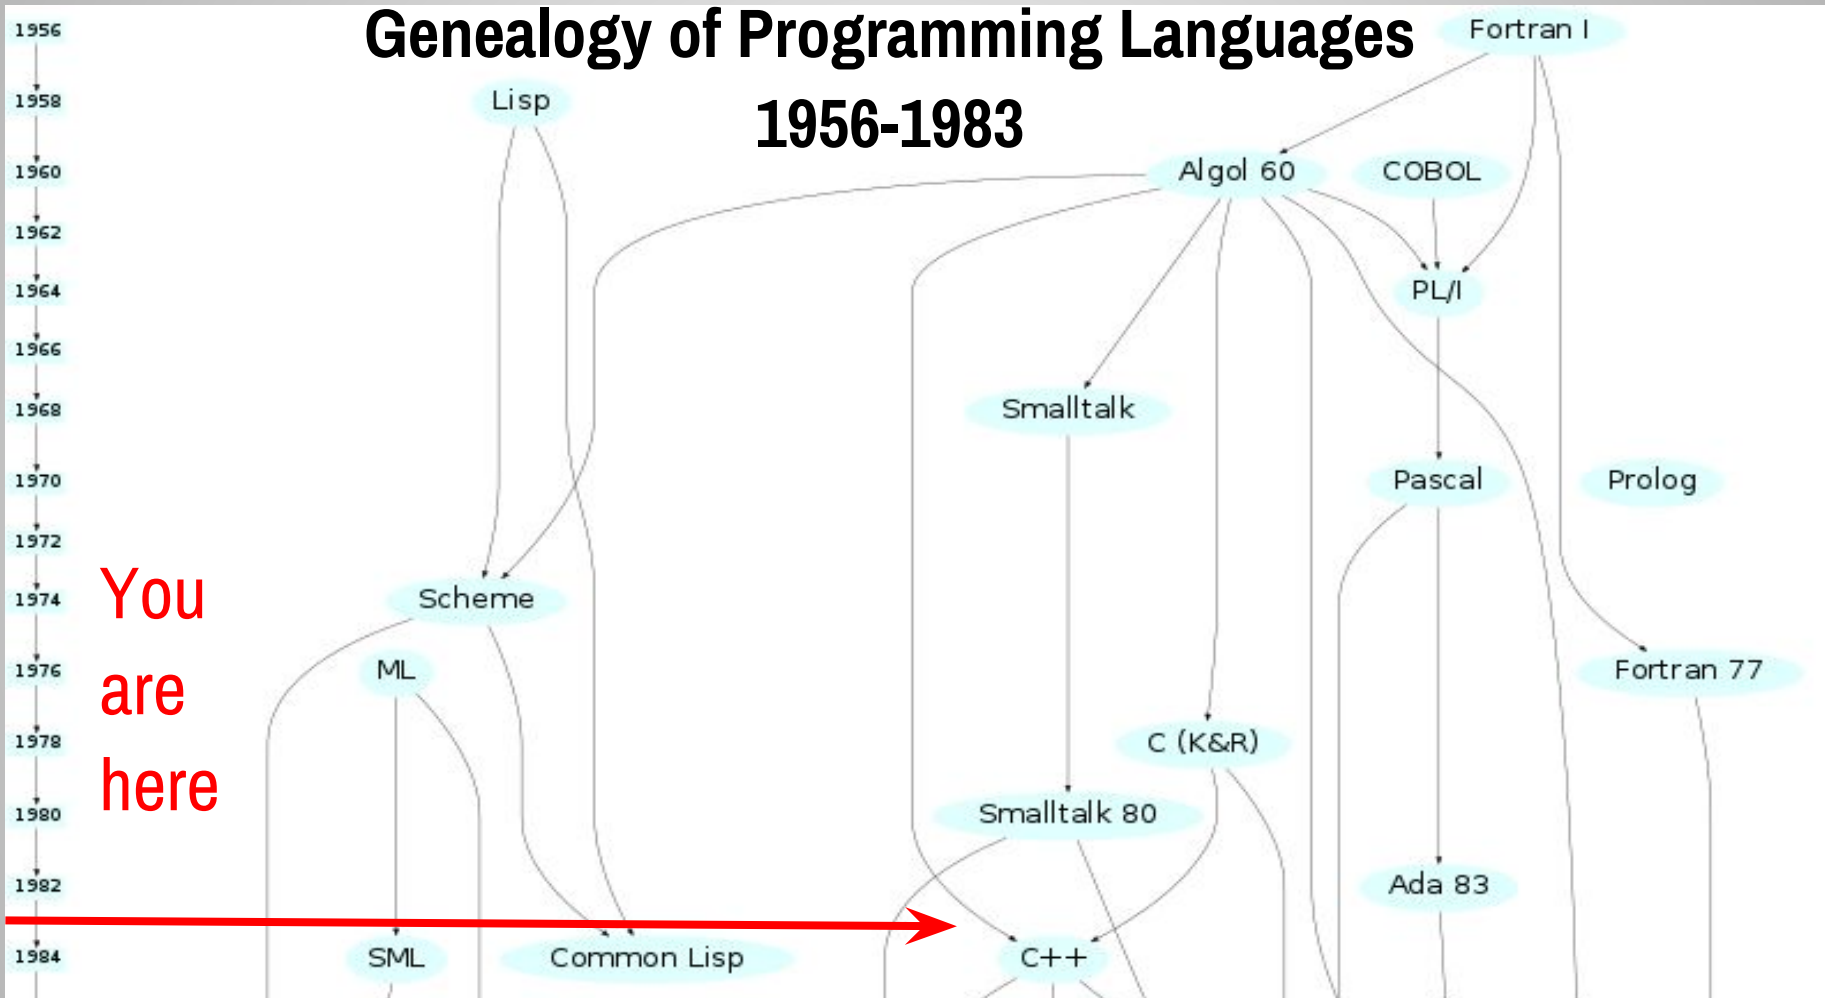 Genealogy of Programming Languages
1956-1983
1956
Fortran I
1958
Lisp
1960
Algol 60
COBOL
1962
1964
PL/I
1966
1968
Smalltalk
1970
Pascal
Prolog
1972
You
1974
Scheme
are
1976
ML
Fortran 77
1978
C (K&R)
here
1980
Smalltalk 80
1982
Ada 83
1984
SML
Common Lisp
C++